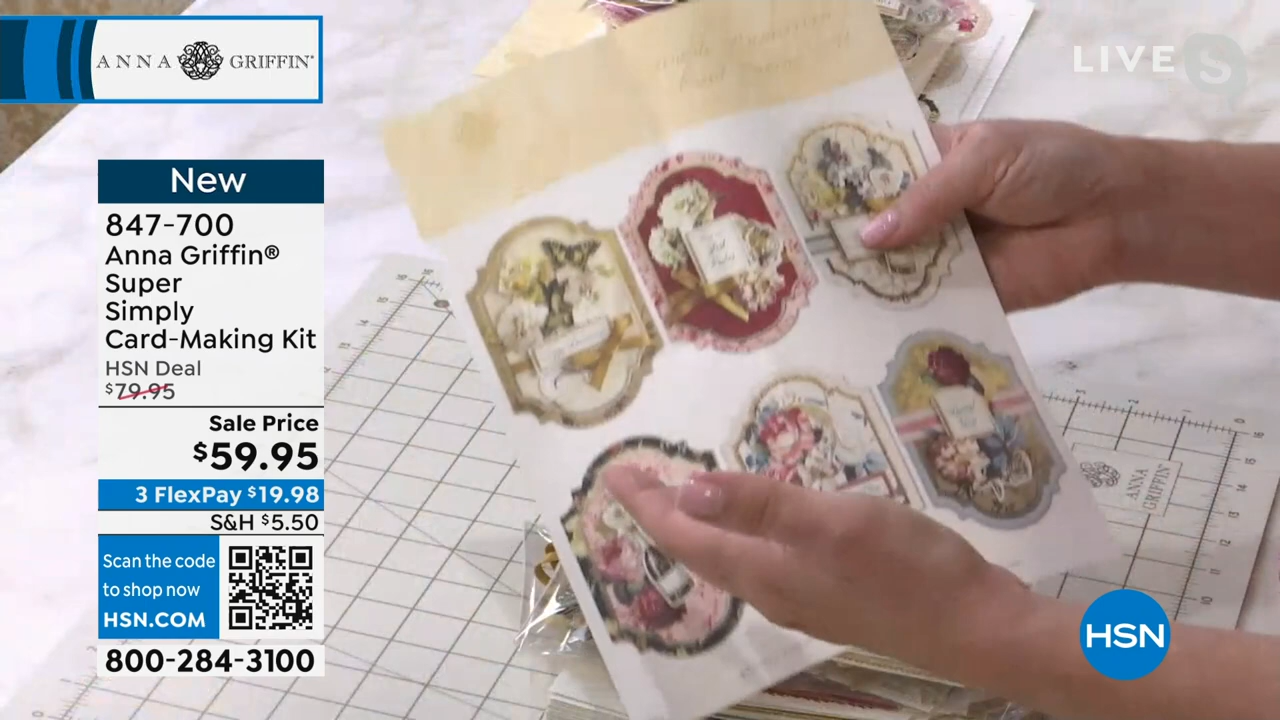 ANNA GRIFFIN®
LIVE S
New
847-700
Anna Griffin®
Super
Simply
Card-Making Kit
HSN Deal
$79.95
Sale Price
$59.95
3 FlexPay $19.98
S&H $5.50
Scan the code
to shop now
HSN.COM
800-284-3100
HSN
ANNA
GRIFFIN